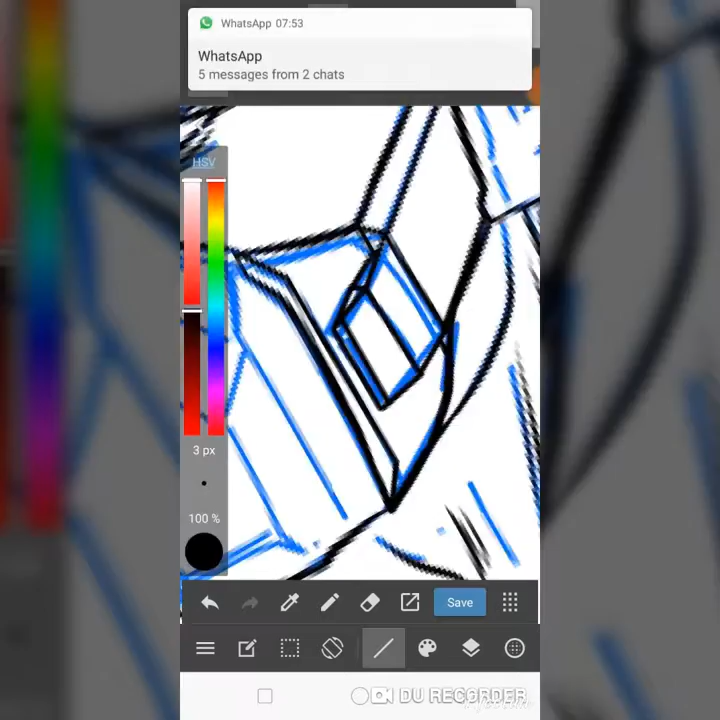 WhatsApp 07:53
WhatsApp
5 messages from 2 chats
HSV
3 px
100 %
Save
DU RECORDER